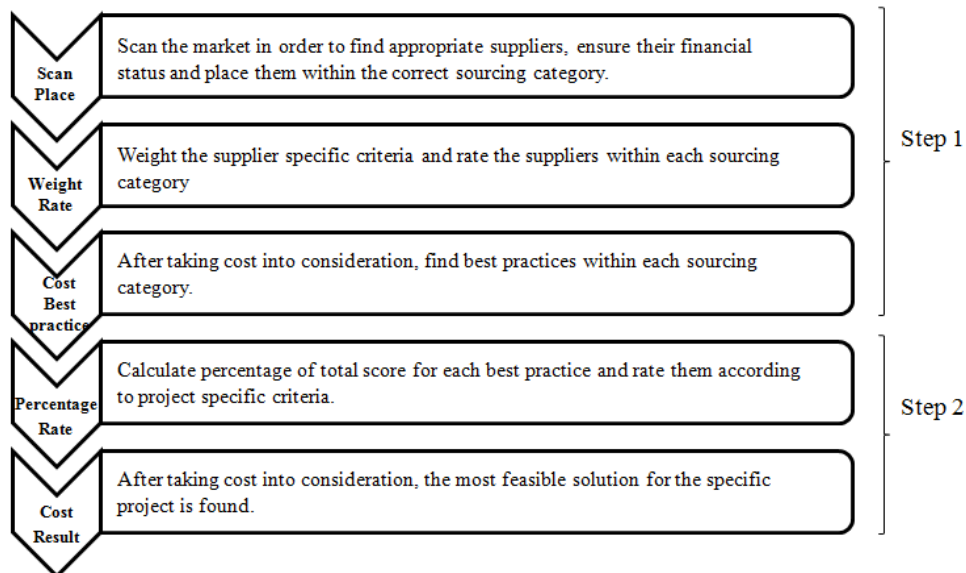 Scan
Place
Scan the market in order to find appropriate suppliers, ensure their financial
status and place them within the correct sourcing category.
Weight
Rate
Weight the supplier specific criteria and rate the suppliers within each sourcing
category
Cost
Best
practice
After taking cost into consideration, find best practices within each sourcing
category.
Step 1
Percentage
Rate
Calculate percentage of total score for each best practice and rate them according
to project specific criteria.
Cost
Result
After taking cost into consideration, the most feasible solution for the specific
project is found.
Step 2